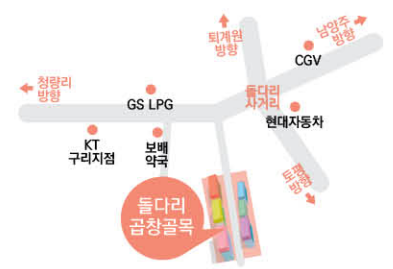 퇴계원
방향
남양주
방향
CGV
청량리
방향
GS LPG
돌다리
사거리
현대자동차
KT
구리지점
보배
약국
토평
방향
돌다리
곱창골목